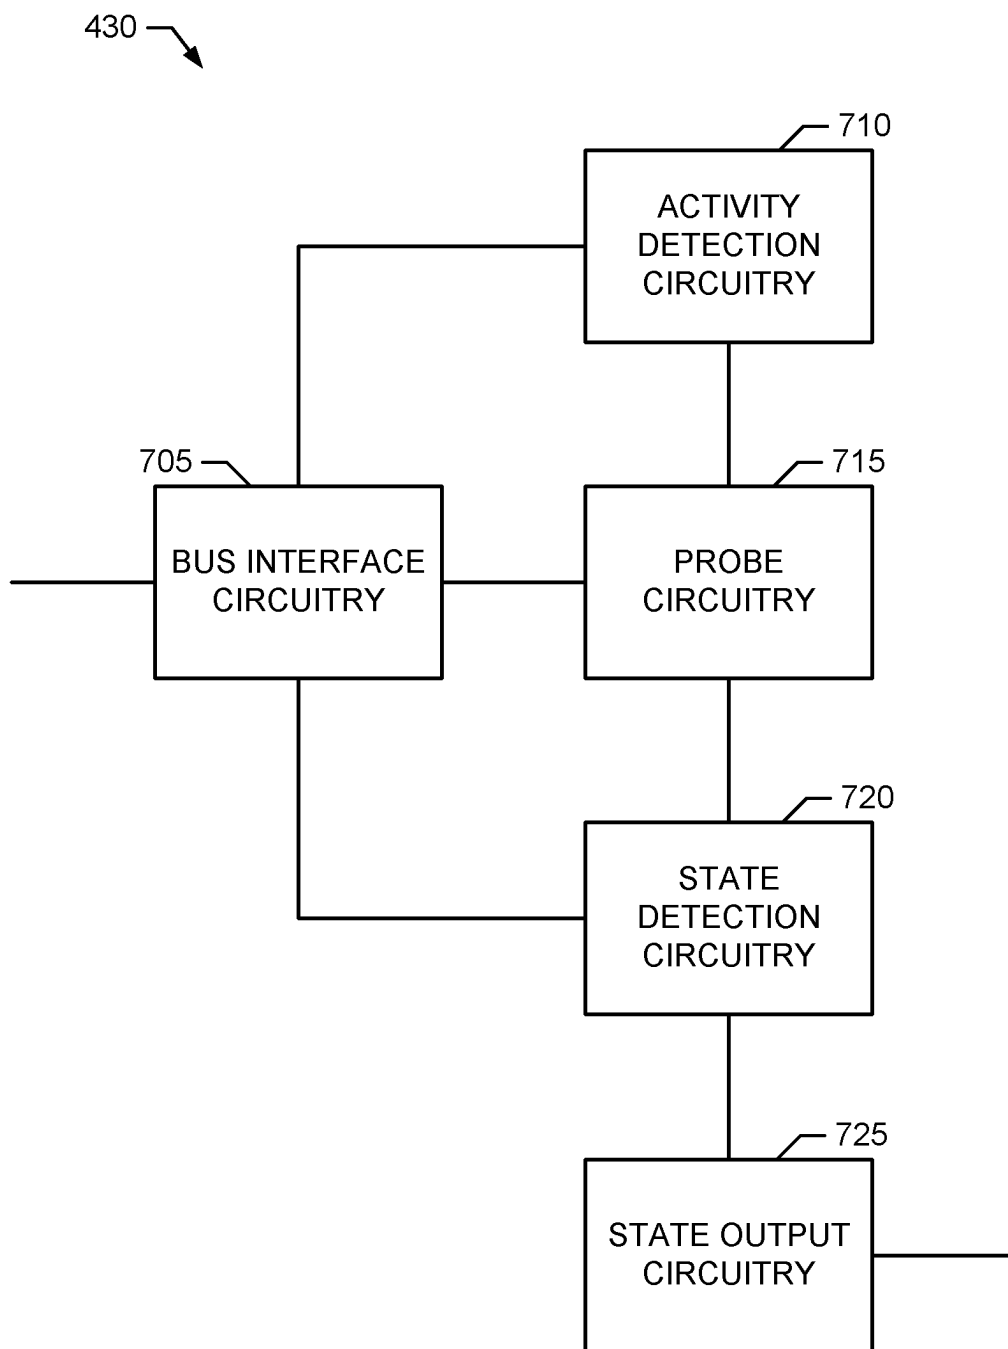 430
710
ACTIVITY
DETECTION
CIRCUITRY
705
BUS INTERFACE
CIRCUITRY
715
PROBE
CIRCUITRY
720
STATE
DETECTION
CIRCUITRY
725
STATE OUTPUT
CIRCUITRY